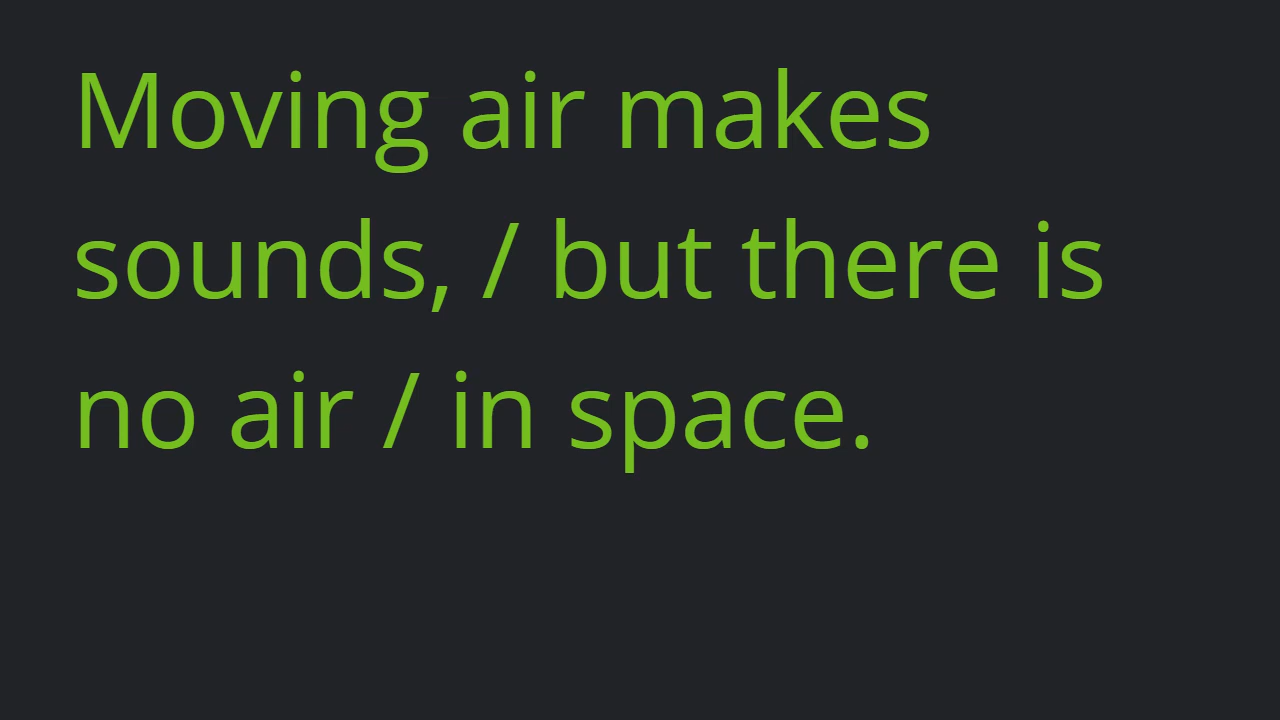 Moving air makes
sounds, / but there is
no air / in space.